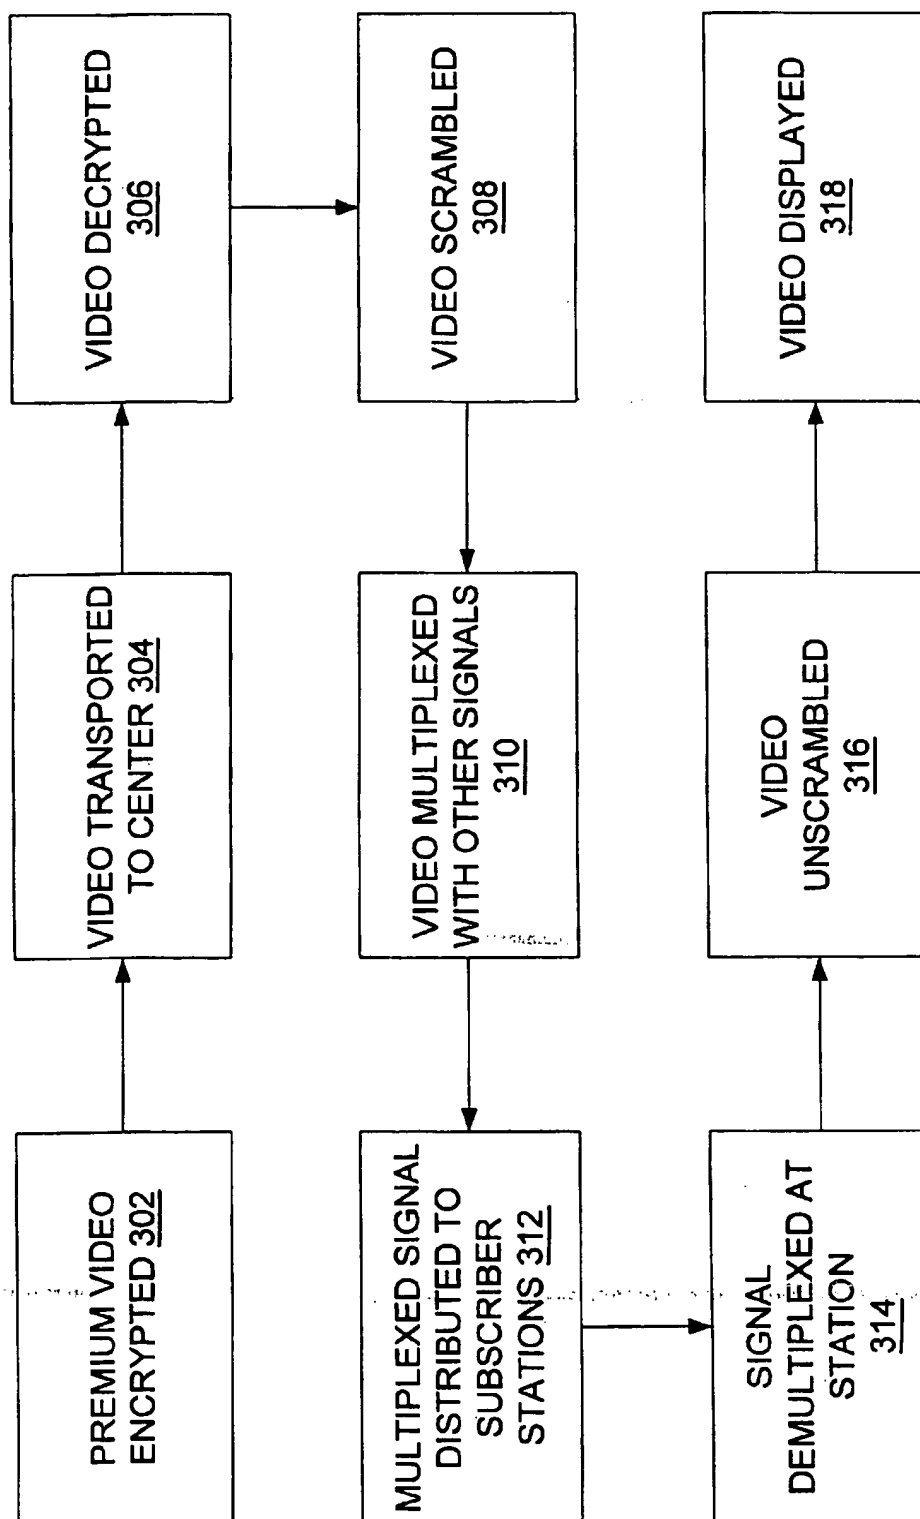 PREMIUM VIDEO
ENCRYPTED 302
VIDEO TRANSPORTED
TO CENTER 304
VIDEO DECRYPTED
306
VIDEO SCRAMBLED
308
VIDEO MULTIPLEXED
WITH OTHER SIGNALS
310
MULTIPLEXED SIGNAL
DISTRIBUTED TO
SUBSCRIBER
STATIONS 312
SIGNAL
DEMULTIPLEXED AT
STATION
314
VIDEO
UNSCRAMBLED
316
VIDEO DISPLAYED
318